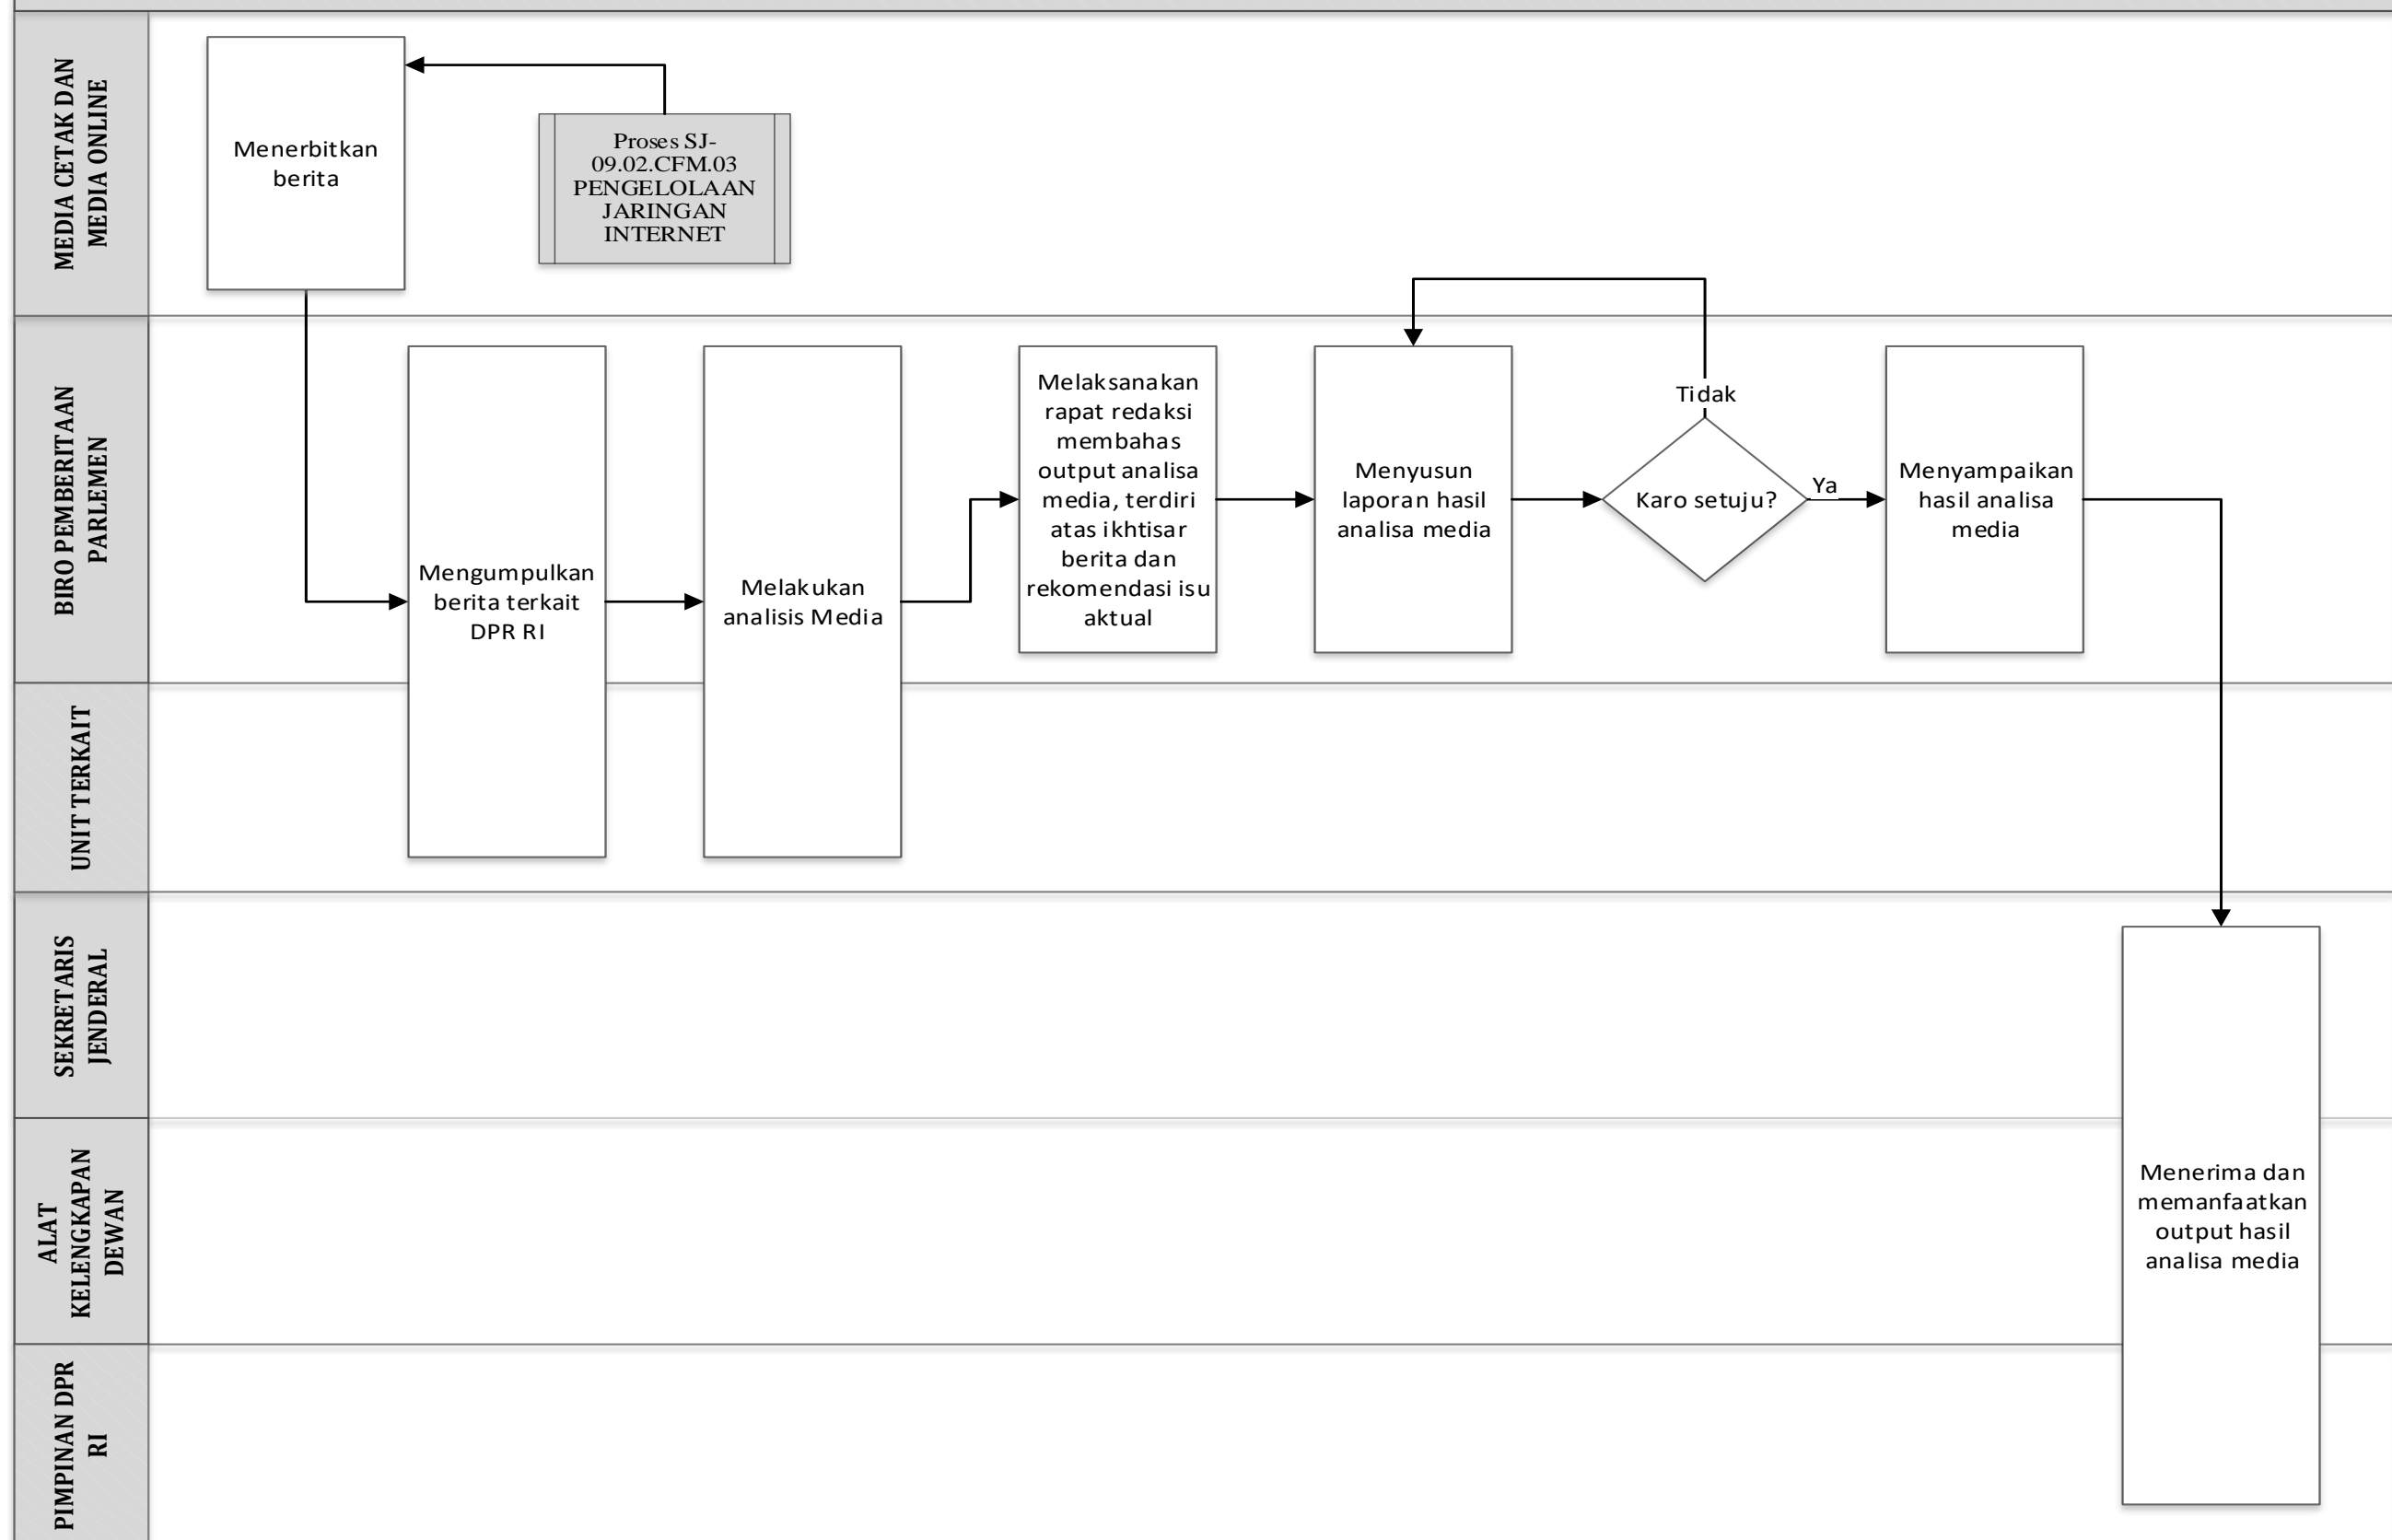 MEDIA CETAK DAN
MEDIA ONLINE
Menerbitkan
berita
Proses SJ-
09.02.CFM.03
PENGELOLAAN
JARINGAN
INTERNET
BIRO PEMBERITAAN
PARLEMEN
Mengumpulkan
berita terkait
DPR RI
Melakukan
analisis Media
Melaksanakan
rapat redaksi
membahas
output analisa
media, terdiri
atas ikhtisar
berita dan
rekomendasi isu
aktual
Menyusun
laporan hasil
analisa media
Tidak
Karo setuju?
Ya
Menyampaikan
hasil analisa
media
UNIT TERKAIT
SEKRETARIS
JENDERAL
ALAT
KELENGKAPAN
DEWAN
Menerima dan
memanfaatkan
output hasil
analisa media
PIMPINAN DPR
RI